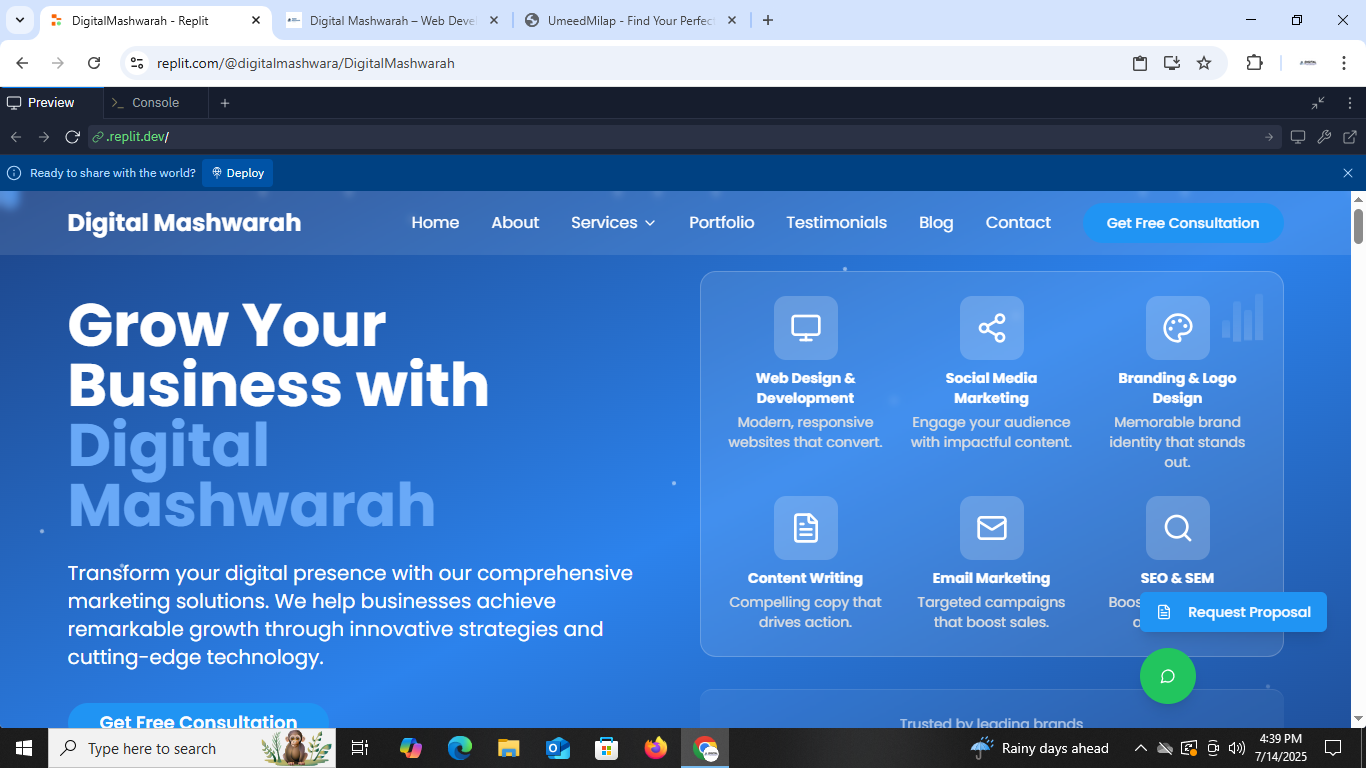 DigitalMashwarah - Replit
Digital Mashwarah – Web Devel
UmeedMilap - Find Your Perfec
replit.com/@digitalmashwara/DigitalMashwarah
Preview
Console
.replit.dev/
Ready to share with the world?
Deploy
Digital Mashwarah
Home
About
Services
Portfolio
Testimonials
Blog
Contact
Get Free Consultation
Grow Your
Business with
Digital
Mashwarah
Transform your digital presence with our comprehensive
marketing solutions. We help businesses achieve
remarkable growth through innovative strategies and
cutting-edge technology.
Get Free Consultation
Web Design &
Development
Modern, responsive
websites that convert.
Social Media
Marketing
Engage your audience
with impactful content.
Branding & Logo
Design
Memorable brand
identity that stands
out.
Content Writing
Compelling copy that
drives action.
Email Marketing
Targeted campaigns
that boost sales.
SEO & SEM
Request Proposal
Trusted by leading brands
Type here to search
Rainy days ahead
4:39 PM
7/14/2025